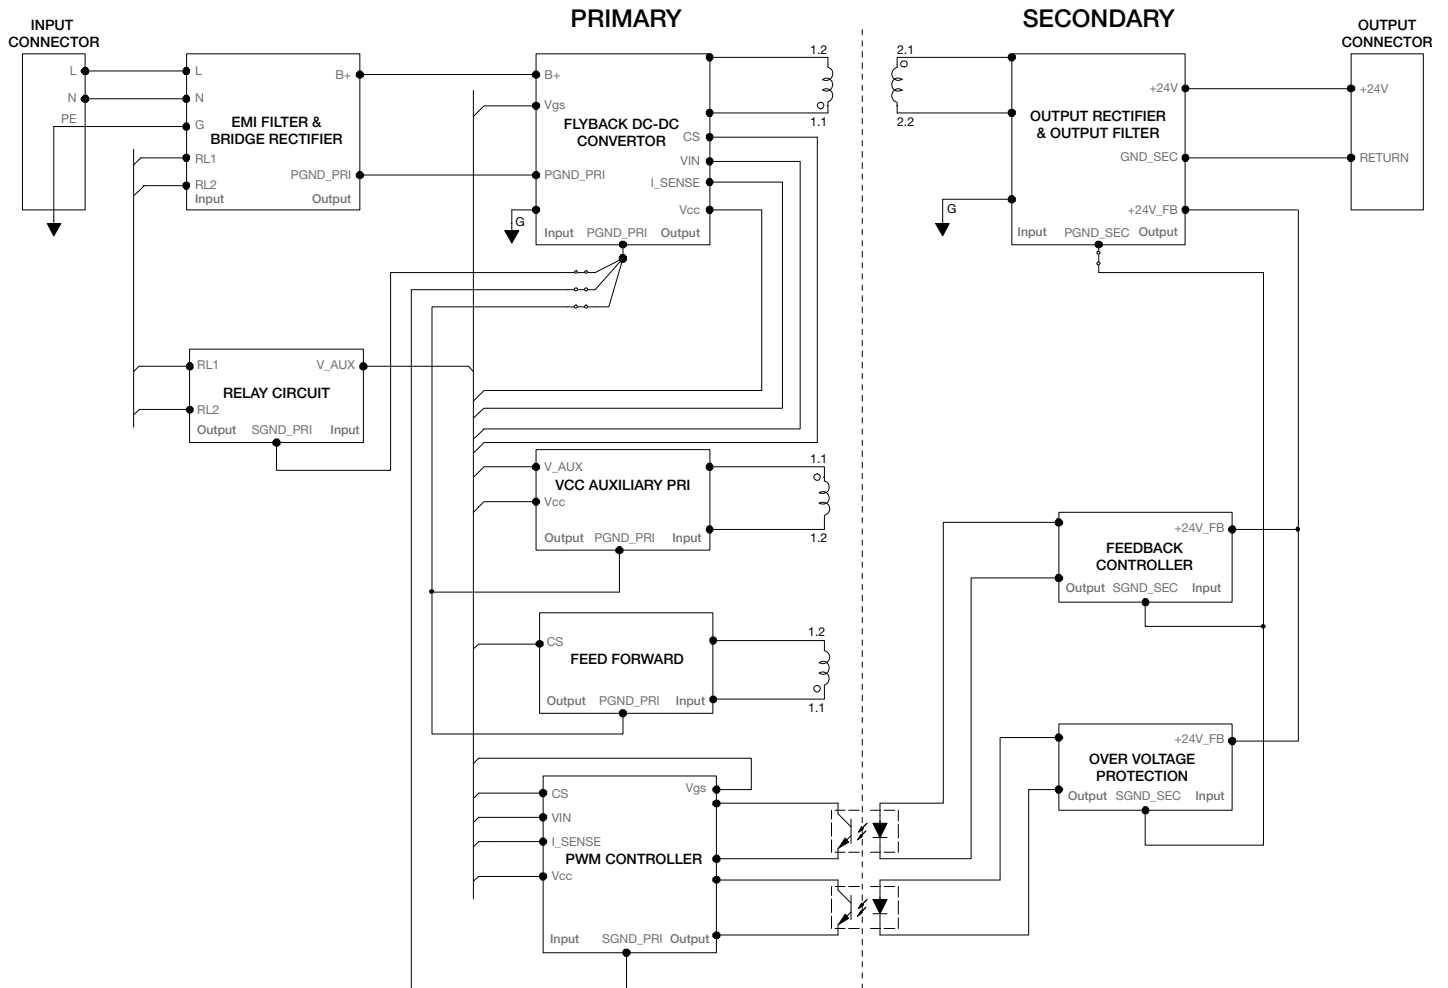 PRIMARY
SECONDARY
INPUT
CONNECTOR
L
N
PE
L
N
G
RL1
RL2
Input
B+
EMI FILTER &
BRIDGE RECTIFIER
PGND_PRI
Output
B+
Vgs
FLYBACK DC-DC
CONVERTOR
PGND_PRI
G
Input
PGND_PRI
Output
CS
VIN
I_SENSE
Vcc
1.2
1.1
2.1
2.2
OUTPUT RECTIFIER
& OUTPUT FILTER
+24V
GND_SEC
+24V_FB
G
Input
PGND_SEC
Output
OUTPUT
CONNECTOR
+24V
RETURN
RL1
V_AUX
RELAY CIRCUIT
RL2
Output
SGND_PRI
Input
V_AUX
VCC AUXILIARY PRI
Vcc
Output
PGND_PRI
Input
1.1
1.2
CS
FEED FORWARD
Output
PGND_PRI
Input
1.2
1.1
+24V_FB
FEEDBACK
CONTROLLER
Output
SGND_SEC
Input
+24V_FB
OVER VOLTAGE
PROTECTION
Output
SGND_SEC
Input
Vgs
CS
VIN
I_SENSE
PWM CONTROLLER
Vcc
Input
SGND_PRI
Output